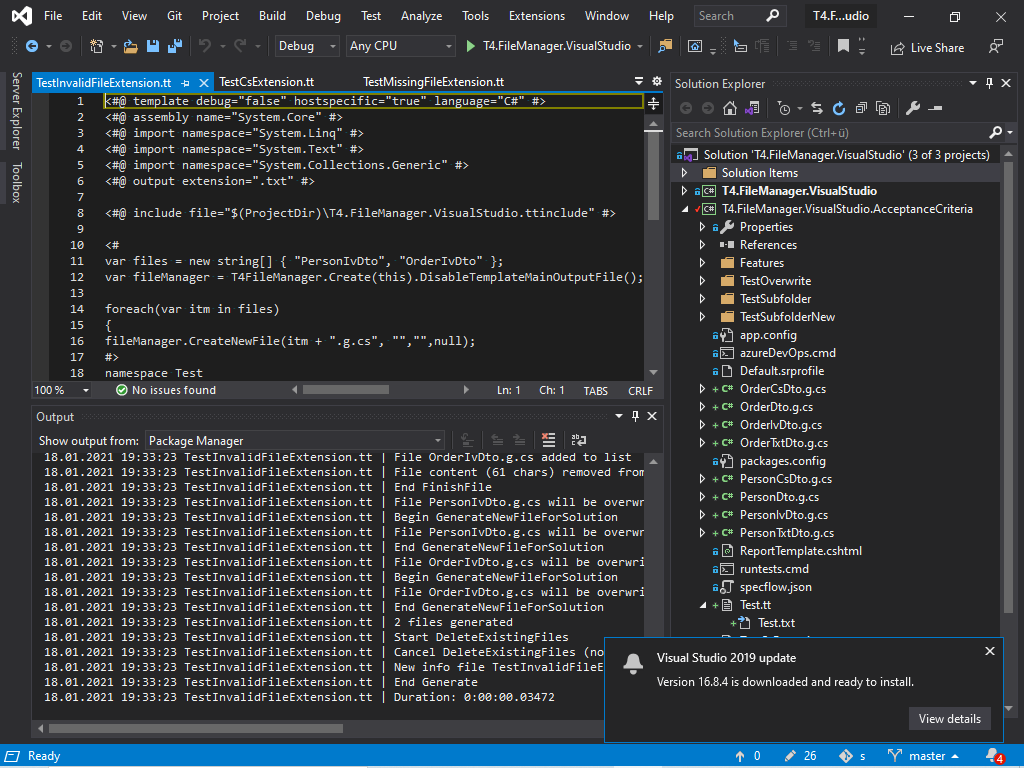 File Edit View Git Project Build Debug Test Analyze Tools Extensions Window Help Search T4.F...udio
Debug Any CPU T4.FileManager.VisualStudio Live Share
Server Explorer
Toolbox
TestInvalidFileExtension.tt TestCsExtension.tt TestMissingFileExtension.tt
1 <#@ template debug="false" hostspecific="true" language="C#" #>
2 <#@ assembly name="System.Core" #>
3 <#@ import namespace="System.Linq" #>
4 <#@ import namespace="System.Text" #>
5 <#@ import namespace="System.Collections.Generic" #>
6 <#@ output extension=".txt" #>
7
8 <#@ include file="$(ProjectDir)\T4.FileManager.VisualStudio.ttinclude" #>
9
10 <#
11 var files = new string[] { "PersonIvDto", "OrderIvDto" };
12 var fileManager = T4FileManager.Create(this).DisableTemplateMainOutputFile();
13
14 foreach(var itm in files)
15 {
16 fileManager.CreateNewFile(itm + ".g.cs", "","",null);
17 #>
18 namespace Test
100 % No issues found Ln: 1 Ch: 1 TABS CRLF
Output
Show output from: Package Manager
18.01.2021 19:33:23 TestInvalidFileExtension.tt | File OrderIvDto.g.cs added to list
18.01.2021 19:33:23 TestInvalidFileExtension.tt | File content (61 chars) removed from
18.01.2021 19:33:23 TestInvalidFileExtension.tt | End FinishFile
18.01.2021 19:33:23 TestInvalidFileExtension.tt | File PersonIvDto.g.cs will be overwr
18.01.2021 19:33:23 TestInvalidFileExtension.tt | Begin GenerateNewFileForSolution
18.01.2021 19:33:23 TestInvalidFileExtension.tt | File PersonIvDto.g.cs will be overwr
18.01.2021 19:33:23 TestInvalidFileExtension.tt | End GenerateNewFileForSolution
18.01.2021 19:33:23 TestInvalidFileExtension.tt | File OrderIvDto.g.cs will be overwri
18.01.2021 19:33:23 TestInvalidFileExtension.tt | Begin GenerateNewFileForSolution
18.01.2021 19:33:23 TestInvalidFileExtension.tt | File OrderIvDto.g.cs will be overwri
18.01.2021 19:33:23 TestInvalidFileExtension.tt | End GenerateNewFileForSolution
18.01.2021 19:33:23 TestInvalidFileExtension.tt | 2 files generated
18.01.2021 19:33:23 TestInvalidFileExtension.tt | Start DeleteExistingFiles
18.01.2021 19:33:23 TestInvalidFileExtension.tt | Cancel DeleteExistingFiles (no
18.01.2021 19:33:23 TestInvalidFileExtension.tt | New info file TestInvalidFileE
18.01.2021 19:33:23 TestInvalidFileExtension.tt | End Generate
18.01.2021 19:33:23 TestInvalidFileExtension.tt | Duration: 0:00:00.03472
Solution Explorer
Search Solution Explorer (Ctrl+ü)
Solution 'T4.FileManager.VisualStudio' (3 of 3 projects)
Solution Items
C# T4.FileManager.VisualStudio
C# T4.FileManager.VisualStudio.AcceptanceCriteria
Properties
References
Features
TestOverwrite
TestSubfolder
TestSubfolderNew
app.config
azureDevOps.cmd
Default.srprofile
+ C# OrderCsDto.g.cs
+ C# OrderDto.g.cs
+ C# OrderIvDto.g.cs
+ C# OrderTxtDto.g.cs
packages.config
+ C# PersonCsDto.g.cs
+ C# PersonDto.g.cs
+ C# PersonIvDto.g.cs
+ C# PersonTxtDto.g.cs
ReportTemplate.cshtml
runtests.cmd
specflow.json
+ Test.tt
+ Test.txt
Visual Studio 2019 update
Version 16.8.4 is downloaded and ready to install.
View details
Ready 0 26 s master 4